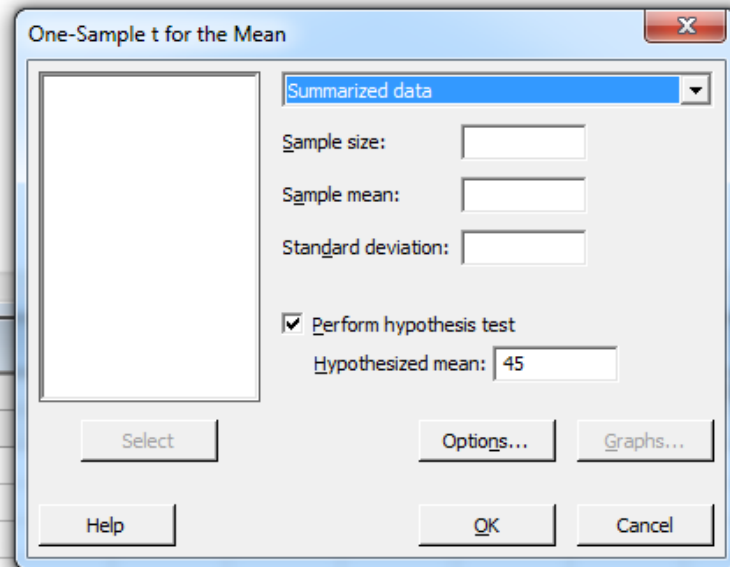 One-Sample t for the Mean
Summarized data
Sample size:
Sample mean:
Standard deviation:
Perform hypothesis test
Hypothesized mean: 45
Select
Options...
Graphs...
Help
OK
Cancel